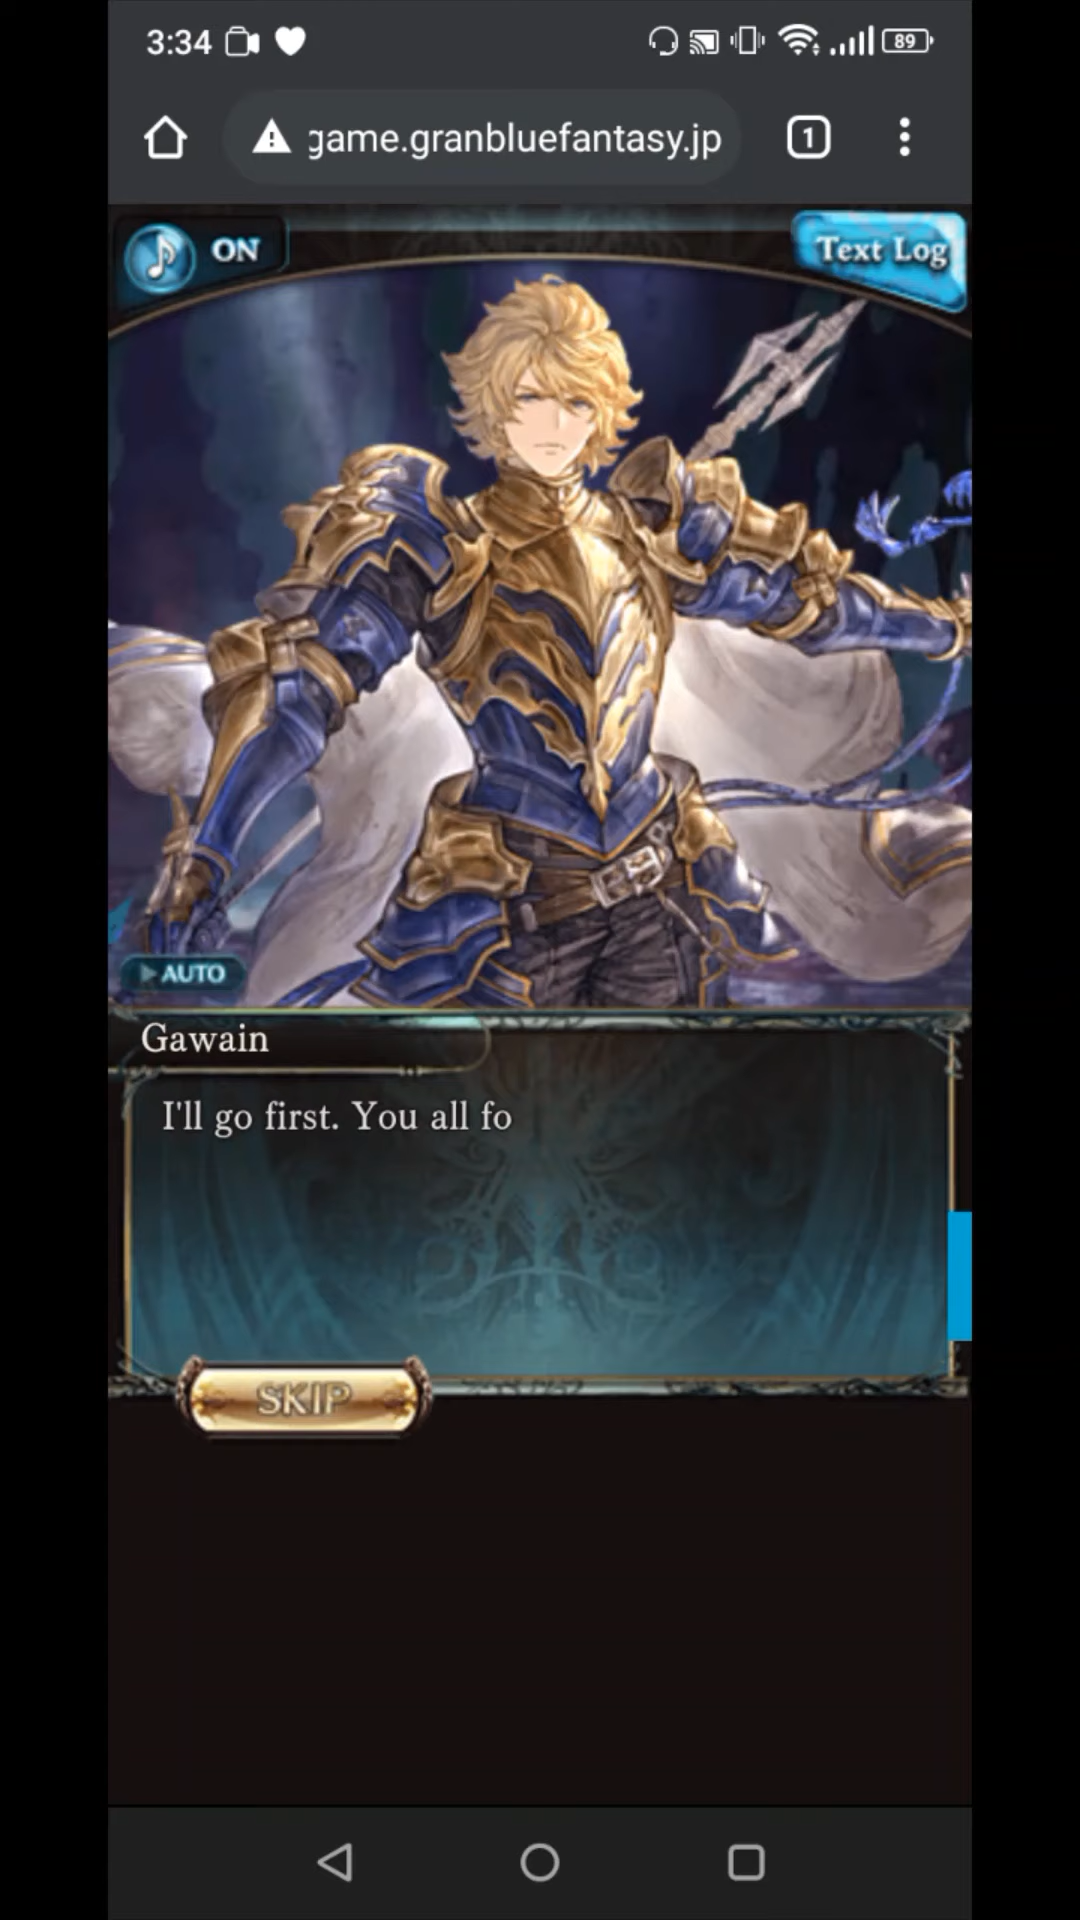 3:34
89
game.granbluefantasy.jp
1
ON
Text Log
AUTO
Gawain
I'll go first. You all fo
SKIP